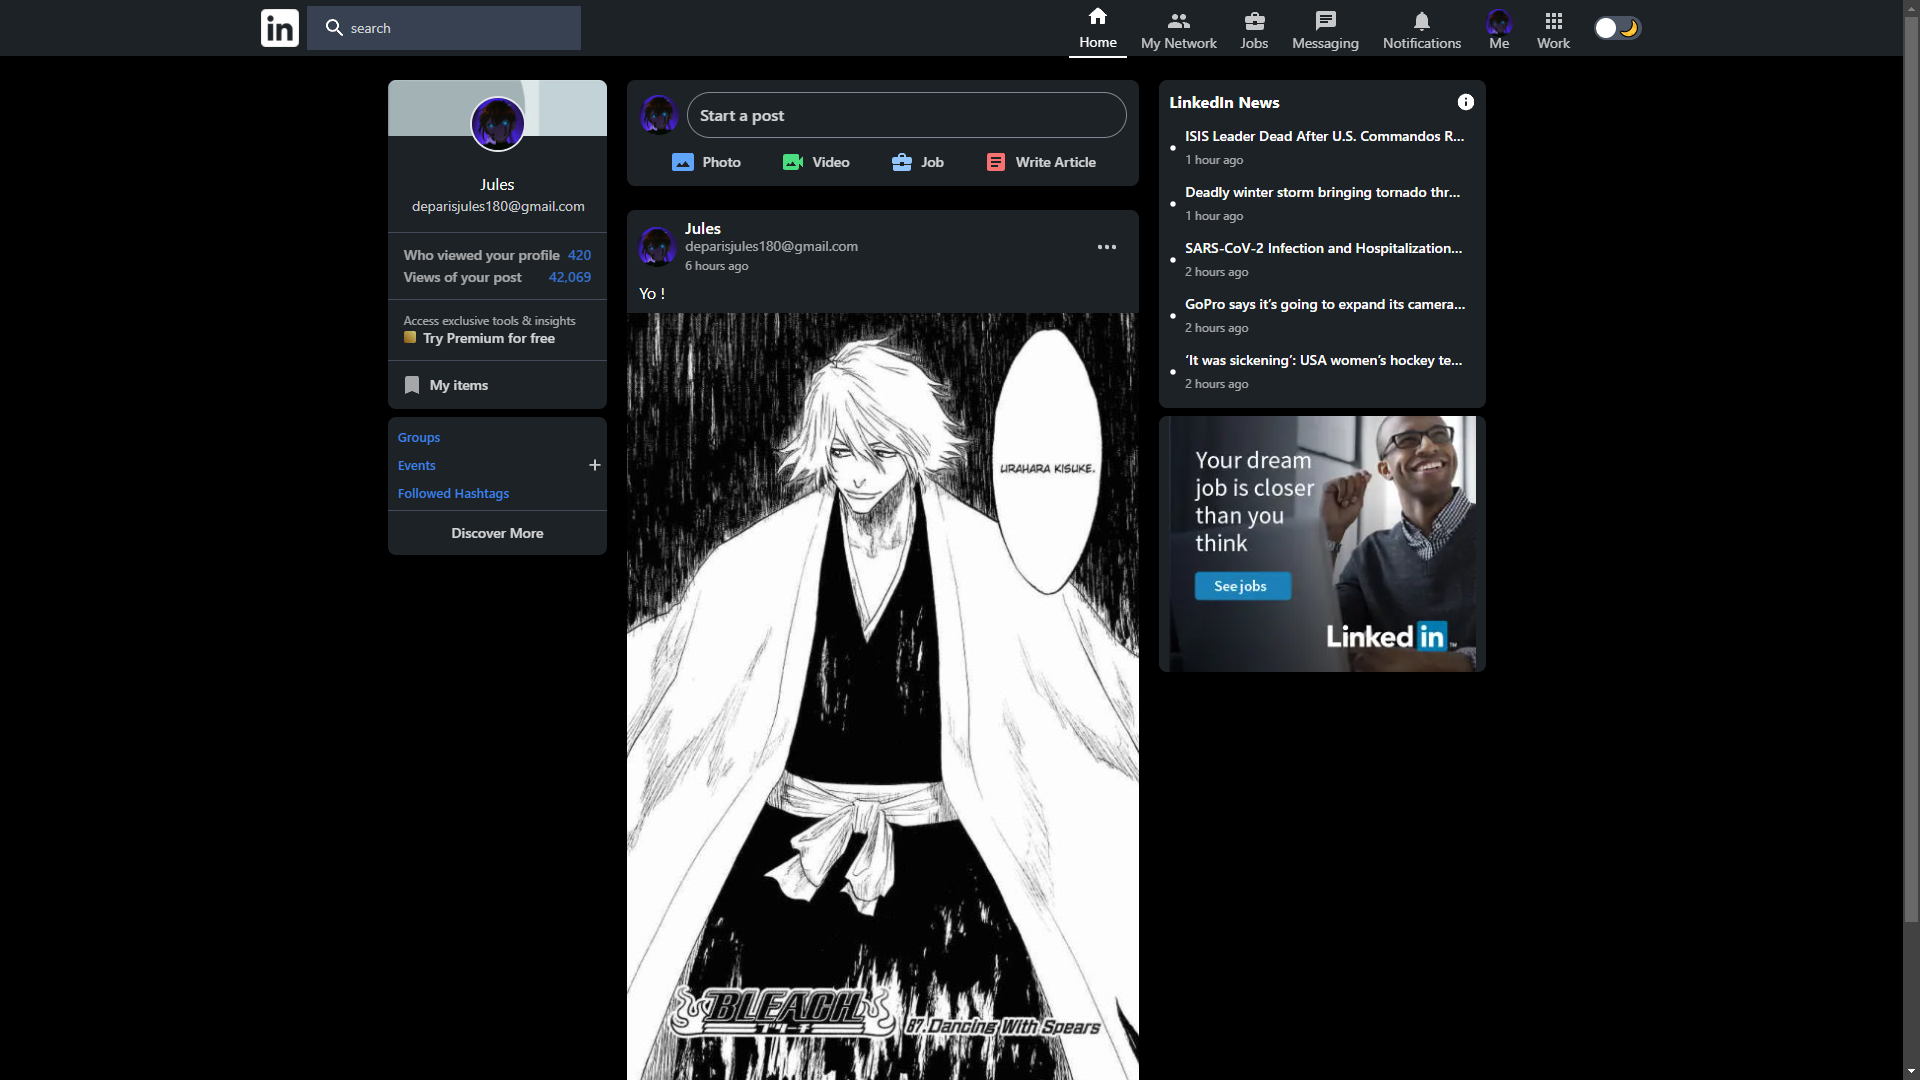 in
search
Home
My Network
Jobs
Messaging
Notifications
Me
Work
Jules
deparisjules180@gmail.com
Who viewed your profile 420
Views of your post 42,069
Access exclusive tools & insights
Try Premium for free
My items
Groups
Events
+
Followed Hashtags
Discover More
Start a post
Photo
Video
Job
Write Article
Jules
deparisjules180@gmail.com
6 hours ago
Yo !
URAHARA KISUKE.
BLEACH
ブリーチ
87.Dancing With Spears
LinkedIn News
ISIS Leader Dead After U.S. Commandos R...
1 hour ago
Deadly winter storm bringing tornado thr...
1 hour ago
SARS-CoV-2 Infection and Hospitalization...
2 hours ago
GoPro says it’s going to expand its camera...
2 hours ago
‘It was sickening’: USA women’s hockey te...
2 hours ago
Your dream
job is closer
than you
think
See jobs
Linked in ™